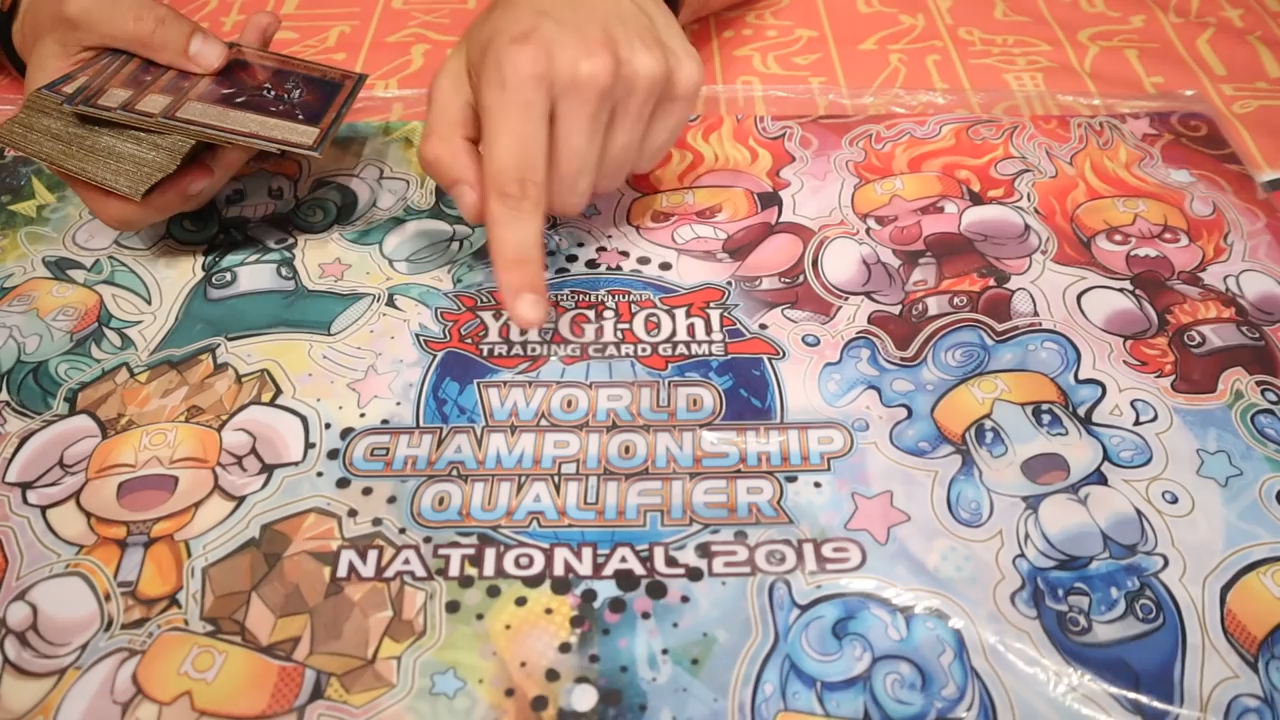 SHONEN JUMP
Yu-Gi-Oh!
TRADING CARD GAME
WORLD
CHAMPIONSHIP
QUALIFIER
NATIONAL 2019